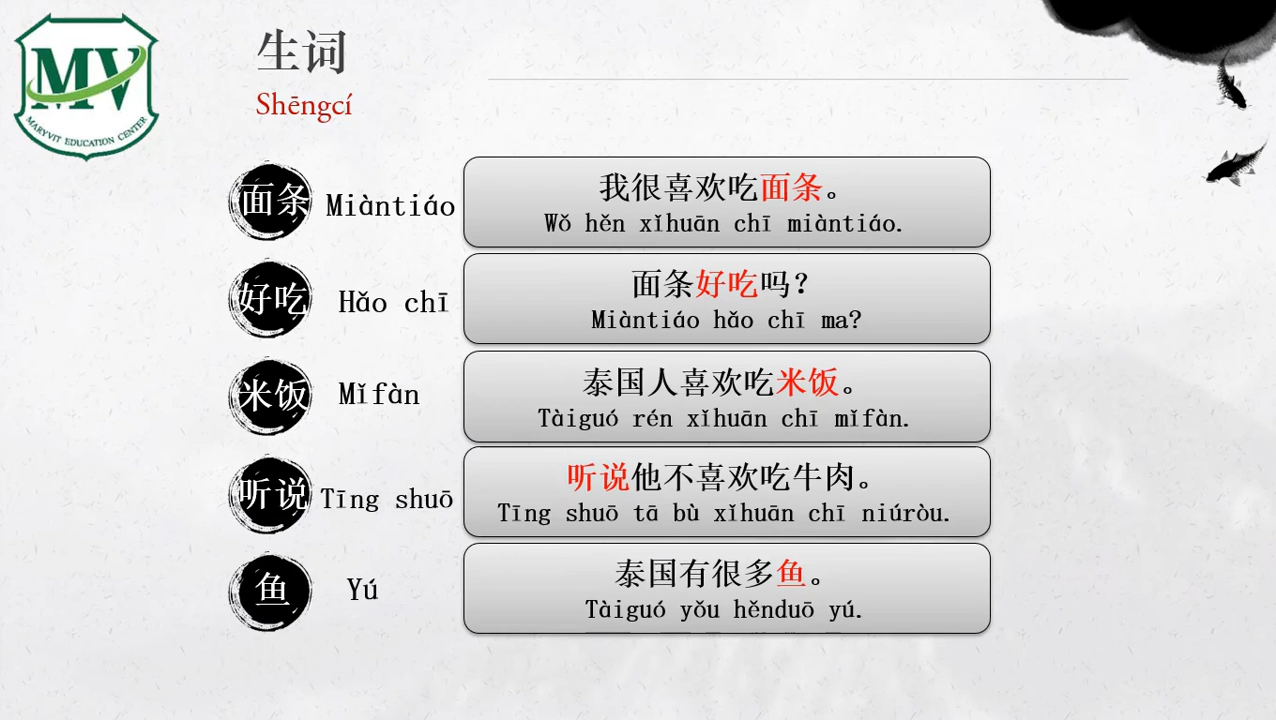 MV
MARYVIT EDUCATION CENTER
生词
Shēngcí
面条 Miàntiáo
我很喜欢吃面条。
Wǒ hěn xǐhuān chī miàntiáo.
好吃 Hǎo chī
面条好吃吗？
Miàntiáo hǎo chī ma?
米饭 Mǐfàn
泰国人喜欢吃米饭。
Tàiguó rén xǐhuān chī mǐfàn.
听说 Tīng shuō
听说他不喜欢吃牛肉。
Tīng shuō tā bù xǐhuān chī niúròu.
鱼 Yú
泰国有很多鱼。
Tàiguó yǒu hěnduō yú.